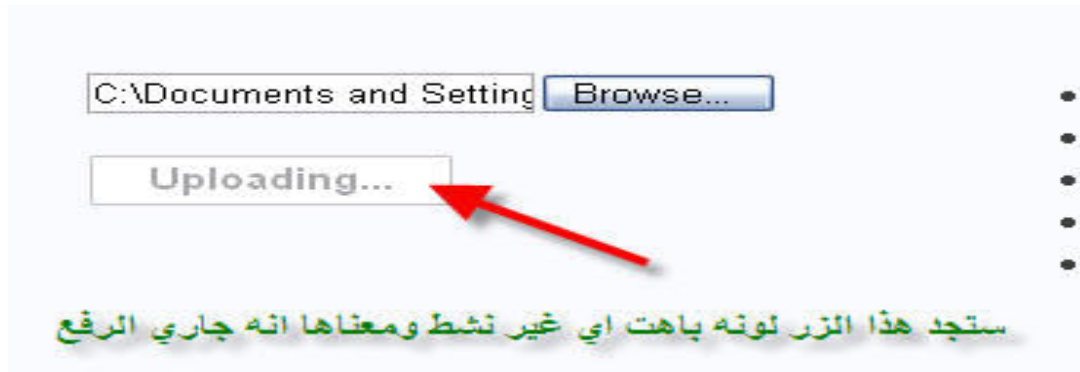 C:\Documents and Setting Browse...
Uploading...
ستجد هذا الزر لونه باهت اي غير نشط ومعناها انه جاري الرفع